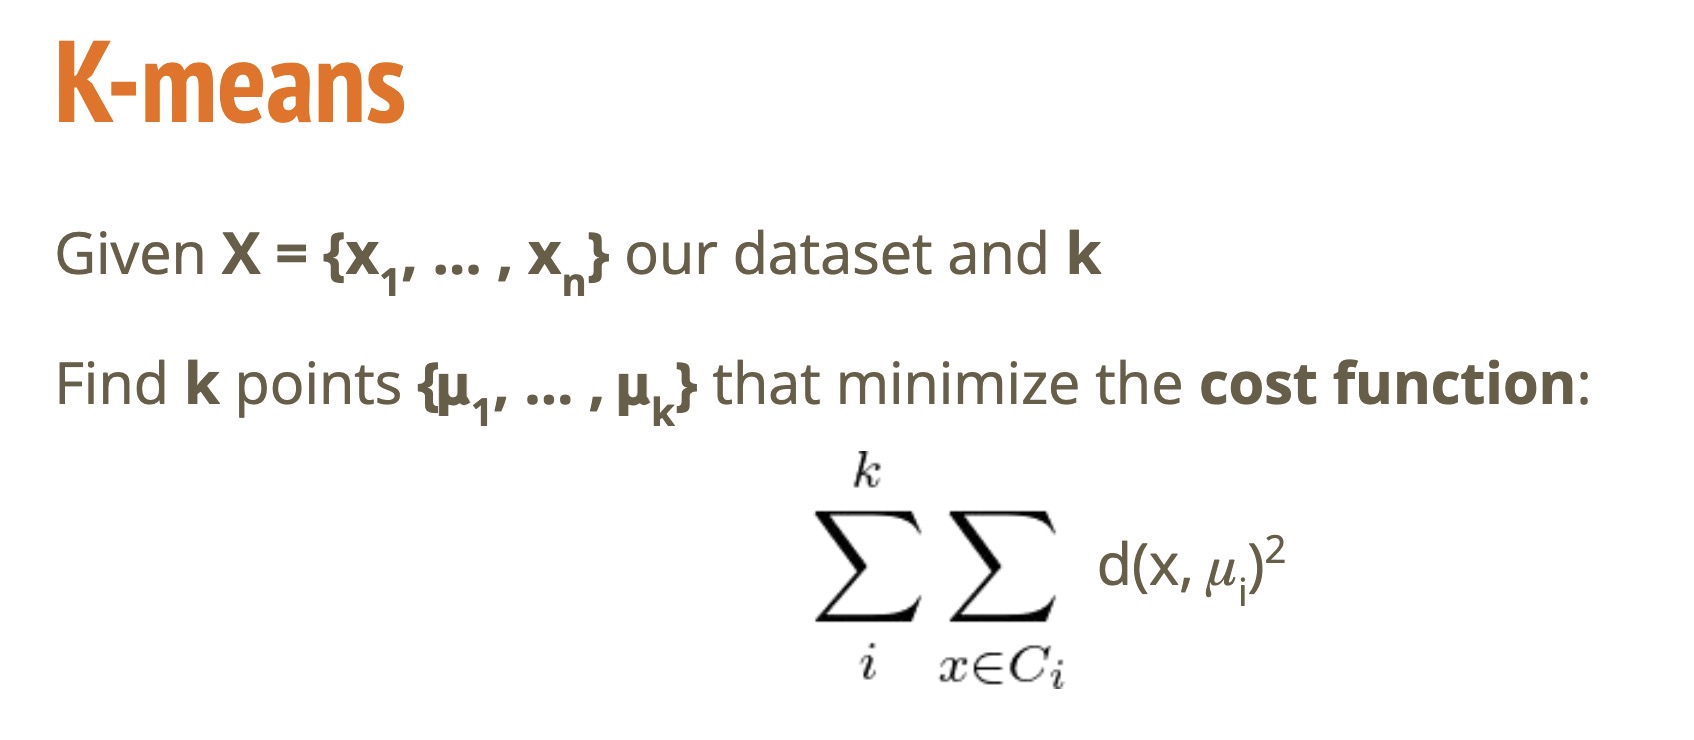 K-means
Given X = {x₁, ... , xₙ} our dataset and k
Find k points {μ₁, ... , μₖ} that minimize the cost function:
k
∑ ∑ d(x, μᵢ)²
i x∈Cᵢ